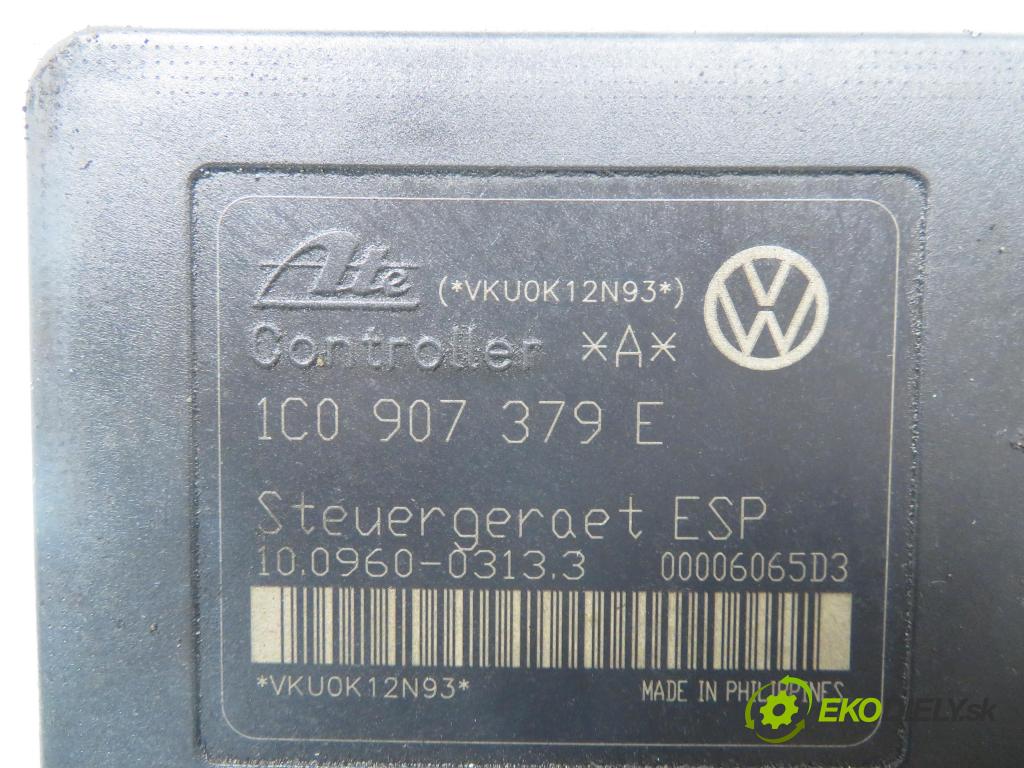 Ate (*VKU0K12N93*)
Controller *A*
1C0 907 379 E
Steuergeraet ESP
10.0960-0313.3 00006065D3
*VKU0K12N93* MADE IN PHILIPPINES
EKODIELY.sk